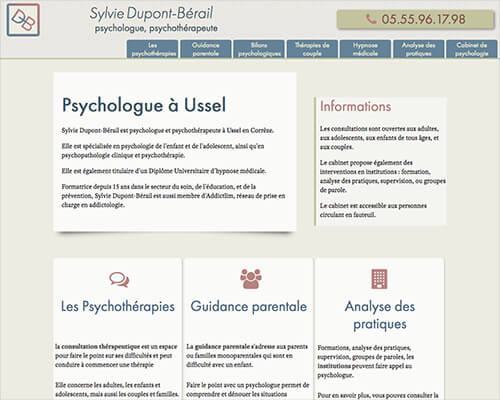 DB
Sylvie Dupont-Bérail
psychologue, psychothérapeute
05.55.96.17.98
Les
psychothérapies
Guidance
parentale
Bilans
psychologiques
Thérapies de
couple
Hypnose
médicale
Analyse des
pratiques
Cabinet de
psychologie
Psychologue à Ussel
Sylvie Dupont-Bérail est psychologue et psychothérapeute à Ussel en Corrèze.
Elle est spécialisée en psychologie de l'enfant et de l'adolescent, ainsi qu'en
psychopathologie clinique et psychothérapie.
Elle est également titulaire d'un Diplôme Universitaire d'hypnose médicale.
Formatrice depuis 15 ans dans le secteur du soin, de l'éducation, et de la
prévention, Sylvie Dupont-Bérail est aussi membre d'Addictlim, réseau de prise en
charge en addictologie.
Informations
Les consultations sont ouvertes aux adultes,
aux adolescents, aux enfants de tous âges, et
aux couples.
Le cabinet propose également des
interventions en institutions : formation,
analyse des pratiques, supervision, ou groupes
de parole.
Le cabinet est accessible aux personnes
circulant en fauteuil.
Les Psychothérapies
la consultation thérapeutique est un espace
pour faire le point sur ses difficultés et peut
conduire à commencer une thérapie
Elle concerne les adultes, les enfants et
adolescents, mais aussi les couples et familles.
Guidance parentale
La guidance parentale s'adresse aux parents
ou familles monoparentales qui sont en
difficulté avec un enfant.
Faire le point avec un psychologue permet de
comprendre et dénouer les situations
Analyse des
pratiques
Formations, analyse des pratiques,
supervision, groupes de paroles, les
institutions peuvent faire appel au
psychologue.
Pour en savoir plus, vous pouvez consulter la